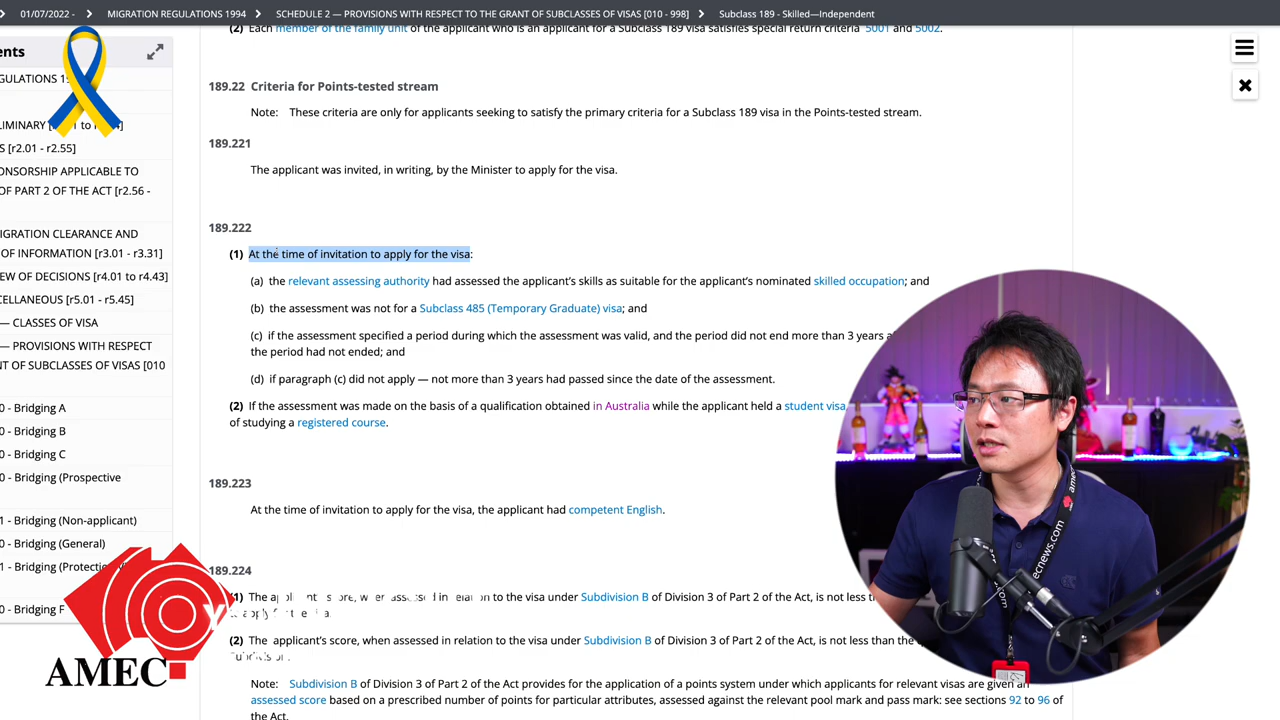 01/07/2022 - MIGRATION REGULATIONS 1994 SCHEDULE 2 — PROVISIONS WITH RESPECT TO THE GRANT OF SUBCLASSES OF VISAS [010 - 998] Subclass 189 - Skilled—Independent
(2) Each member of the family unit of the applicant who is an applicant for a Subclass 189 visa satisfies special return criteria 5001 and 5002.
189.22 Criteria for Points-tested stream
Note: These criteria are only for applicants seeking to satisfy the primary criteria for a Subclass 189 visa in the Points-tested stream.
189.221
The applicant was invited, in writing, by the Minister to apply for the visa.
189.222
(1) At the time of invitation to apply for the visa:
(a) the relevant assessing authority had assessed the applicant's skills as suitable for the applicant's nominated skilled occupation; and
(b) the assessment was not for a Subclass 485 (Temporary Graduate) visa; and
(c) if the assessment specified a period during which the assessment was valid, and the period did not end more than 3 years
the period had not ended; and
(d) if paragraph (c) did not apply — not more than 3 years had passed since the date of the assessment.
(2) If the assessment was made on the basis of a qualification obtained in Australia while the applicant held a student visa,
of studying a registered course.
189.223
At the time of invitation to apply for the visa, the applicant had competent English.
189.224
The applicant's score, when assessed in relation to the visa under Subdivision B of Division 3 of Part 2 of the Act, is not less
to apply for the visa.
(2) The applicant's score, when assessed in relation to the visa under Subdivision B of Division 3 of Part 2 of the Act, is not less than the
Note: Subdivision B of Division 3 of Part 2 of the Act provides for the application of a points system under which applicants for relevant visas are given an
assessed score based on a prescribed number of points for particular attributes, assessed against the relevant pool mark and pass mark: see sections 92 to 96 of
the Act.
ents
GULATIONS
LIMINARY
S [r2.01 - r2.55]
ONSORSHIP APPLICABLE TO
OF PART 2 OF THE ACT [r2.56 -
IGRATION CLEARANCE AND
OF INFORMATION [r3.01 - r3.31]
EW OF DECISIONS [r4.01 to r4.43]
CELLANEOUS [r5.01 - r5.45]
— CLASSES OF VISA
— PROVISIONS WITH RESPECT
NT OF SUBCLASSES OF VISAS [010
0 - Bridging A
0 - Bridging B
0 - Bridging C
0 - Bridging (Prospective
1 - Bridging (Non-applicant)
0 - Bridging (General)
1 - Bridging
0 - Bridging F
AMEC
AMEC
ecnews.com